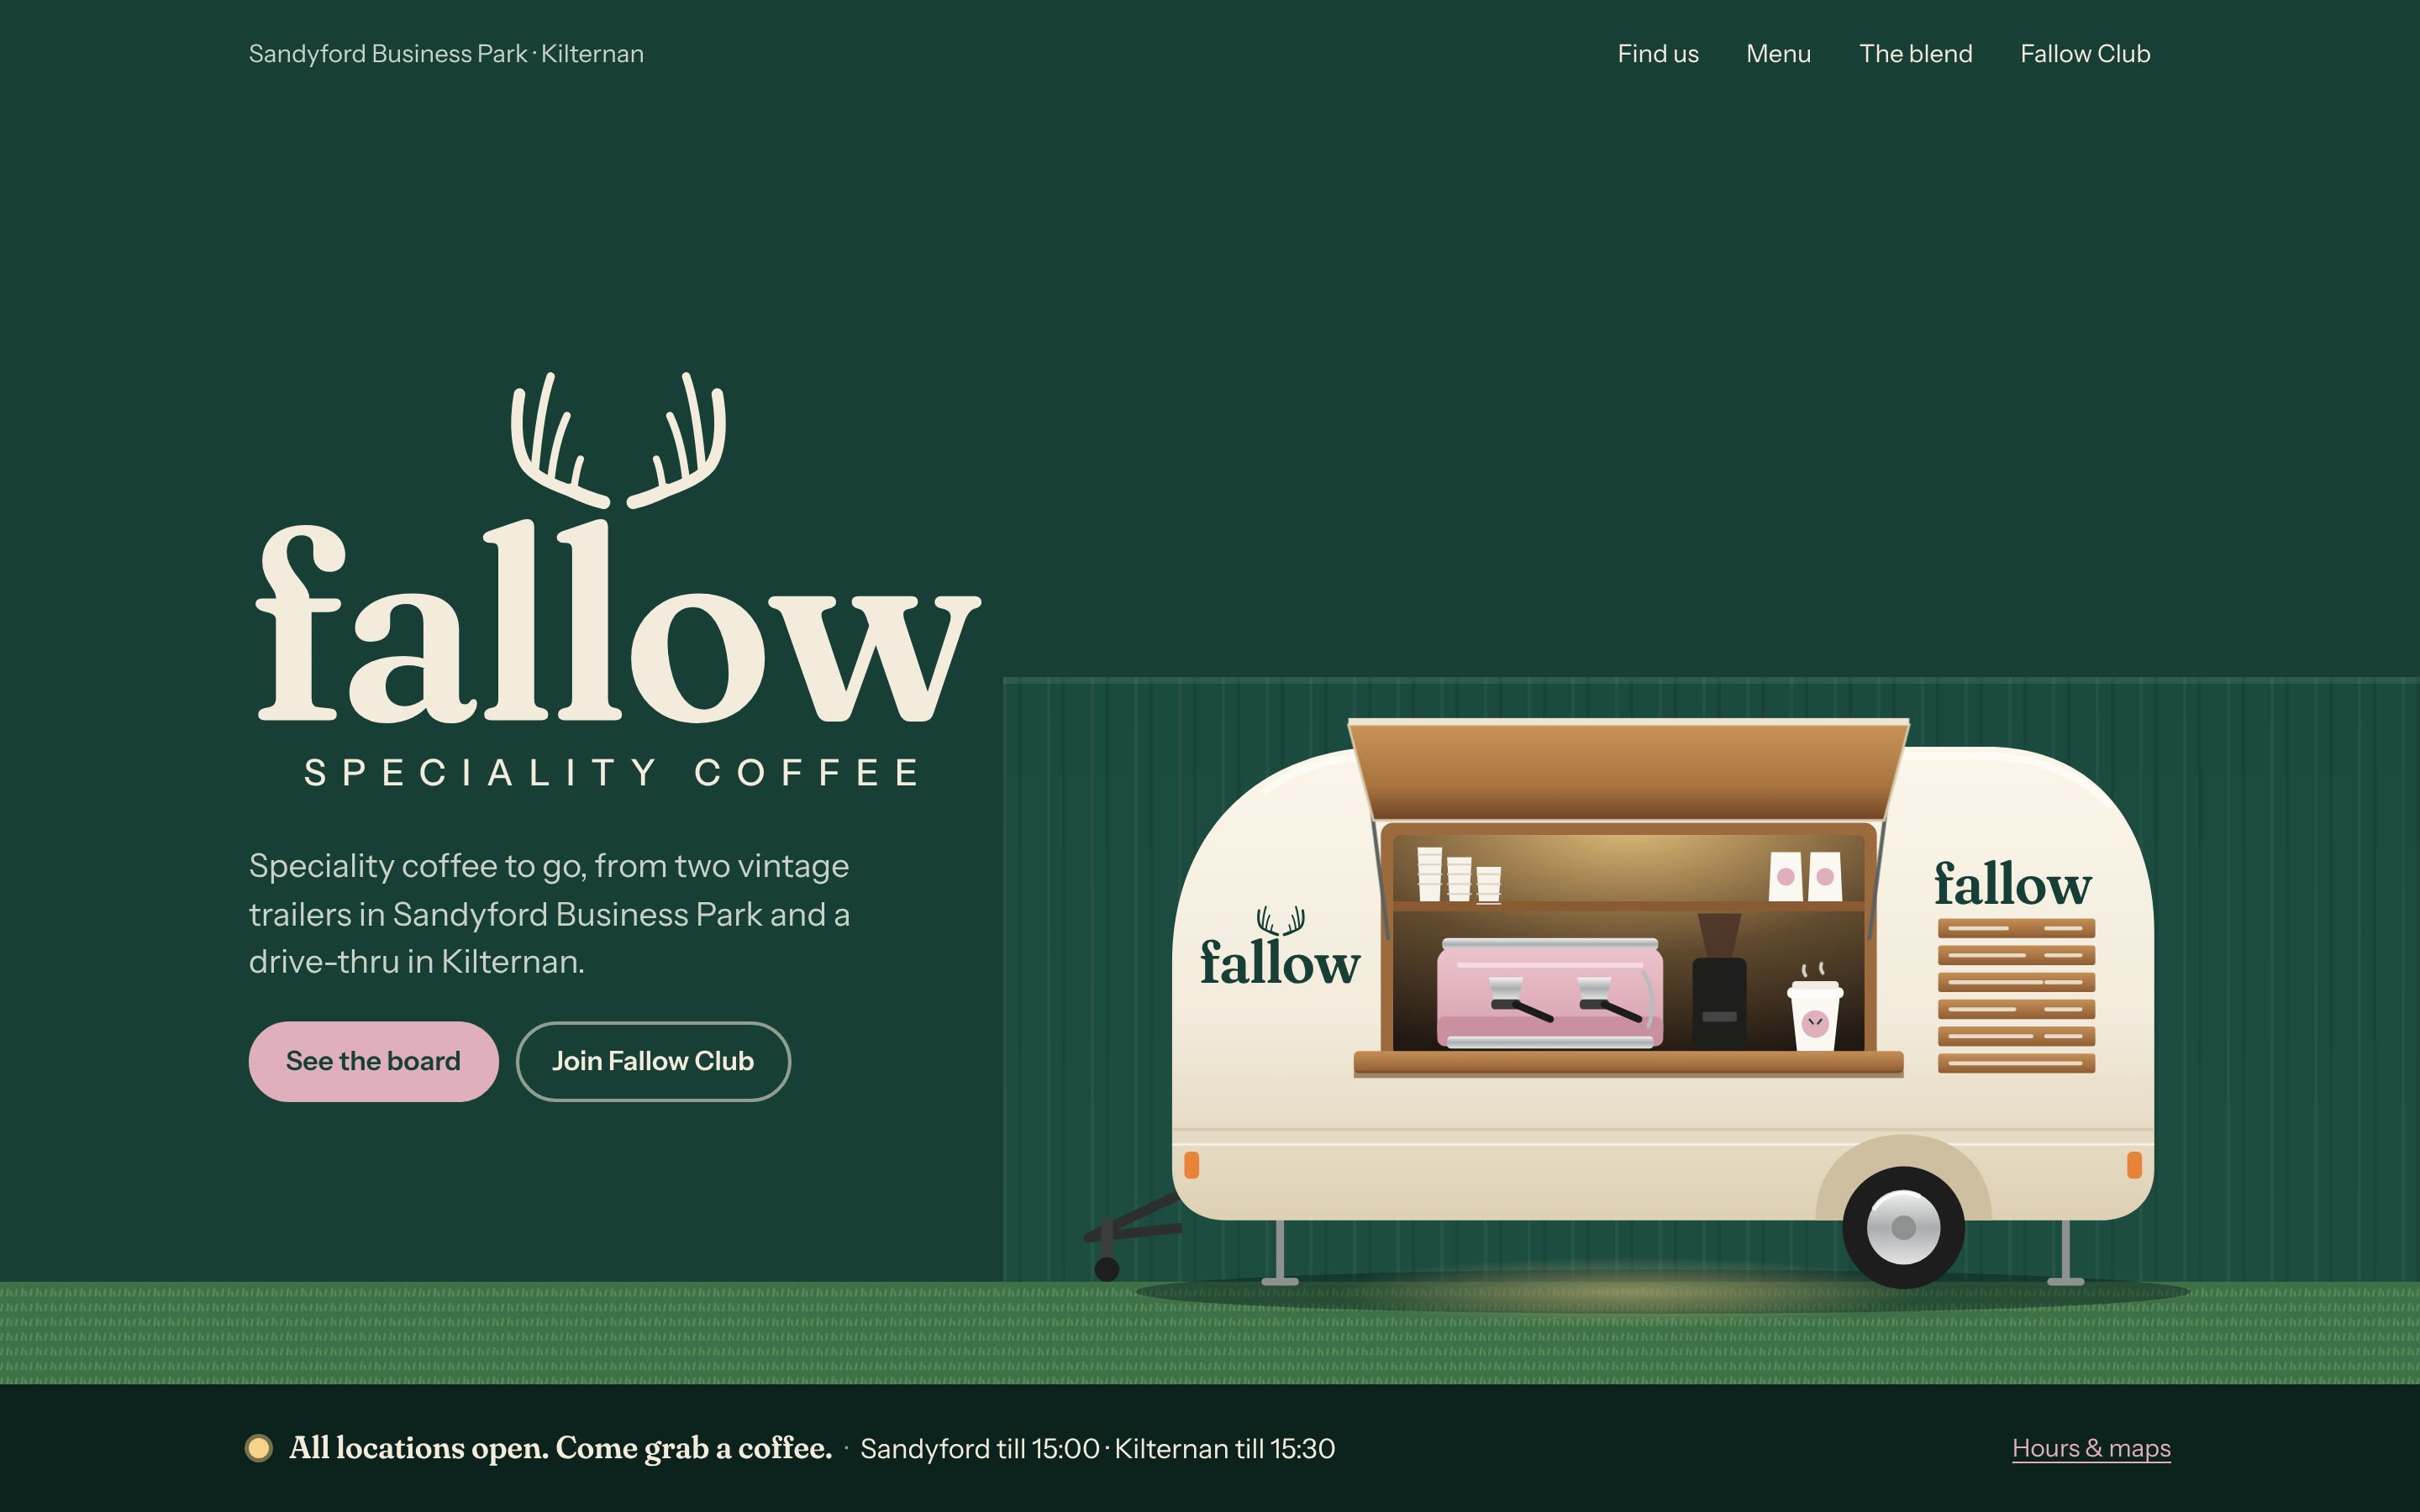 Sandyford Business Park · Kilternan
Find us
Menu
The blend
Fallow Club
fallow
SPECIALITY COFFEE
Speciality coffee to go, from two vintage
trailers in Sandyford Business Park and a
drive-thru in Kilternan.
See the board
Join Fallow Club
fallow
fallow
All locations open. Come grab a coffee. · Sandyford till 15:00 · Kilternan till 15:30
Hours & maps